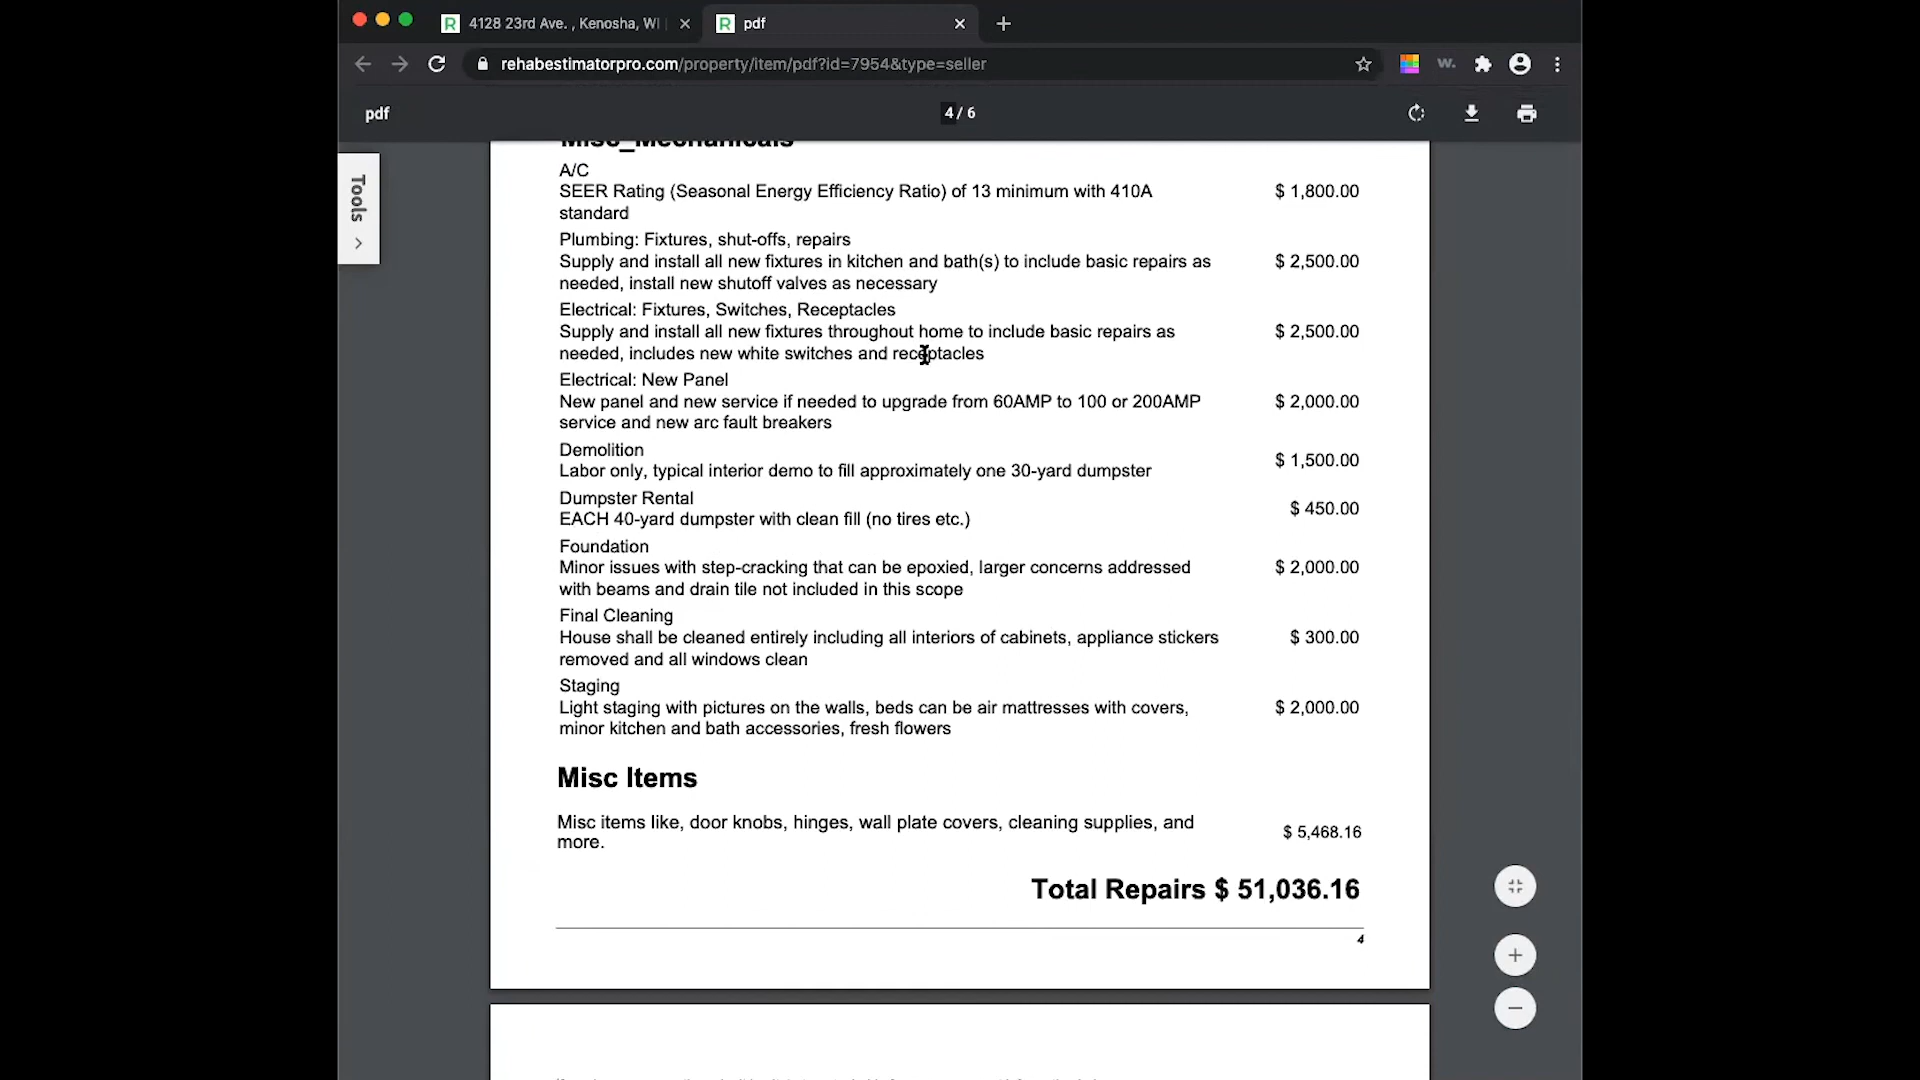 4128 23rd Ave. , Kenosha, WI
pdf
rehabestimatorpro.com/property/item/pdf?id=7954&type=seller
w.
pdf
4 / 6
Tools
Misc_Mechanicals
A/C
SEER Rating (Seasonal Energy Efficiency Ratio) of 13 minimum with 410A $ 1,800.00
standard
Plumbing: Fixtures, shut-offs, repairs
Supply and install all new fixtures in kitchen and bath(s) to include basic repairs as $ 2,500.00
needed, install new shutoff valves as necessary
Electrical: Fixtures, Switches, Receptacles
Supply and install all new fixtures throughout home to include basic repairs as $ 2,500.00
needed, includes new white switches and receptacles
Electrical: New Panel
New panel and new service if needed to upgrade from 60AMP to 100 or 200AMP $ 2,000.00
service and new arc fault breakers
Demolition
$ 1,500.00
Labor only, typical interior demo to fill approximately one 30-yard dumpster
Dumpster Rental
$ 450.00
EACH 40-yard dumpster with clean fill (no tires etc.)
Foundation
Minor issues with step-cracking that can be epoxied, larger concerns addressed $ 2,000.00
with beams and drain tile not included in this scope
Final Cleaning
House shall be cleaned entirely including all interiors of cabinets, appliance stickers $ 300.00
removed and all windows clean
Staging
Light staging with pictures on the walls, beds can be air mattresses with covers, $ 2,000.00
minor kitchen and bath accessories, fresh flowers
Misc Items
Misc items like, door knobs, hinges, wall plate covers, cleaning supplies, and $ 5,468.16
more.
Total Repairs $ 51,036.16
4